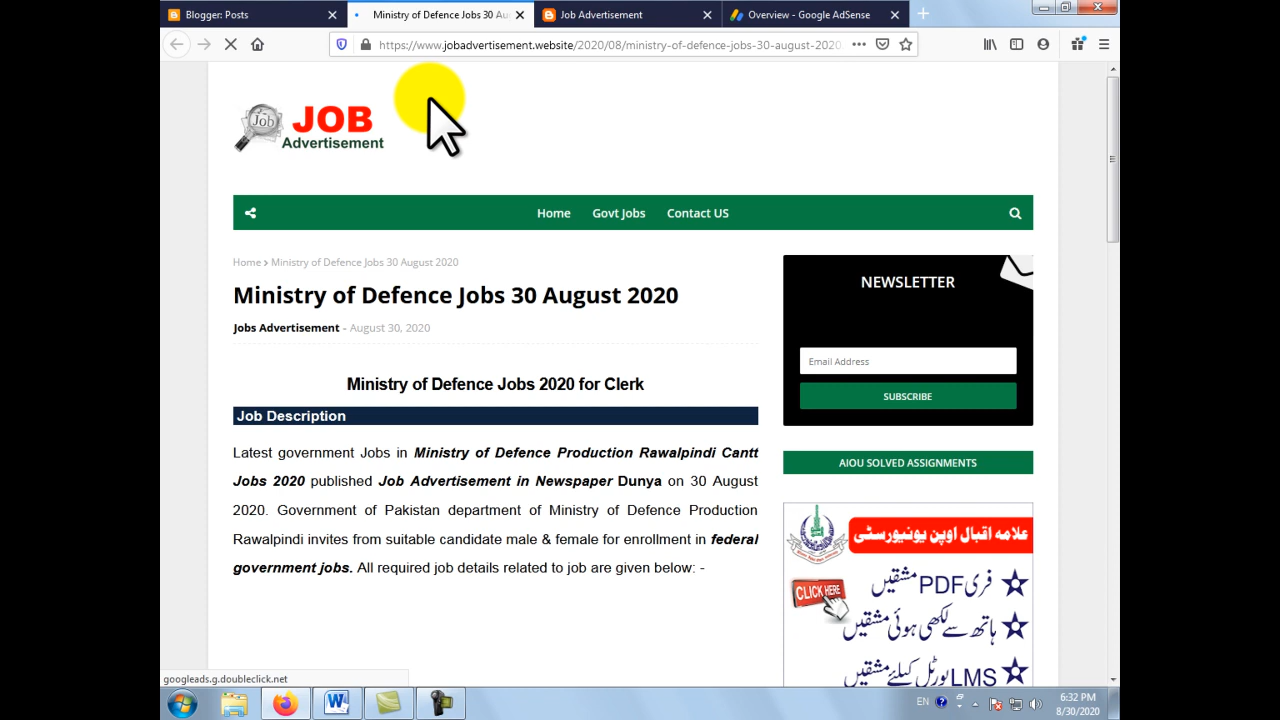 Blogger: Posts
Ministry of Defence Jobs 30 Au
Job Advertisement
Overview - Google AdSense
https://www.jobadvertisement.website/2020/08/ministry-of-defence-jobs-30-august-2020
Job
JOB
Advertisement
Home
Govt Jobs
Contact US
Home > Ministry of Defence Jobs 30 August 2020
Ministry of Defence Jobs 30 August 2020
Jobs Advertisement - August 30, 2020
Ministry of Defence Jobs 2020 for Clerk
Job Description
Latest government Jobs in Ministry of Defence Production Rawalpindi Cantt
Jobs 2020 published Job Advertisement in Newspaper Dunya on 30 August
2020. Government of Pakistan department of Ministry of Defence Production
Rawalpindi invites from suitable candidate male & female for enrollment in federal
government jobs. All required job details related to job are given below: -
NEWSLETTER
Email Address
SUBSCRIBE
AIOU SOLVED ASSIGNMENTS
علامہ اقبال اوپن یونیورسٹی
CLICK HERE
فری PDF مشقیں
ہاتھ سے لکھی ہوئی مشقیں
LMS پورٹل کیلئے مشقیں
googleads.g.doubleclick.net
EN
6:32 PM
8/30/2020